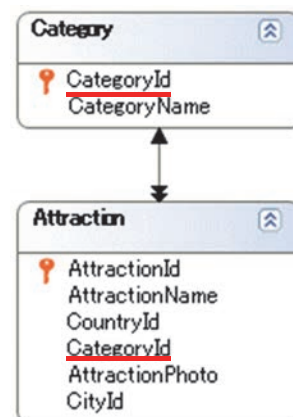 Category
CategoryId
CategoryName
Attraction
AttractionId
AttractionName
CountryId
CategoryId
AttractionPhoto
CityId